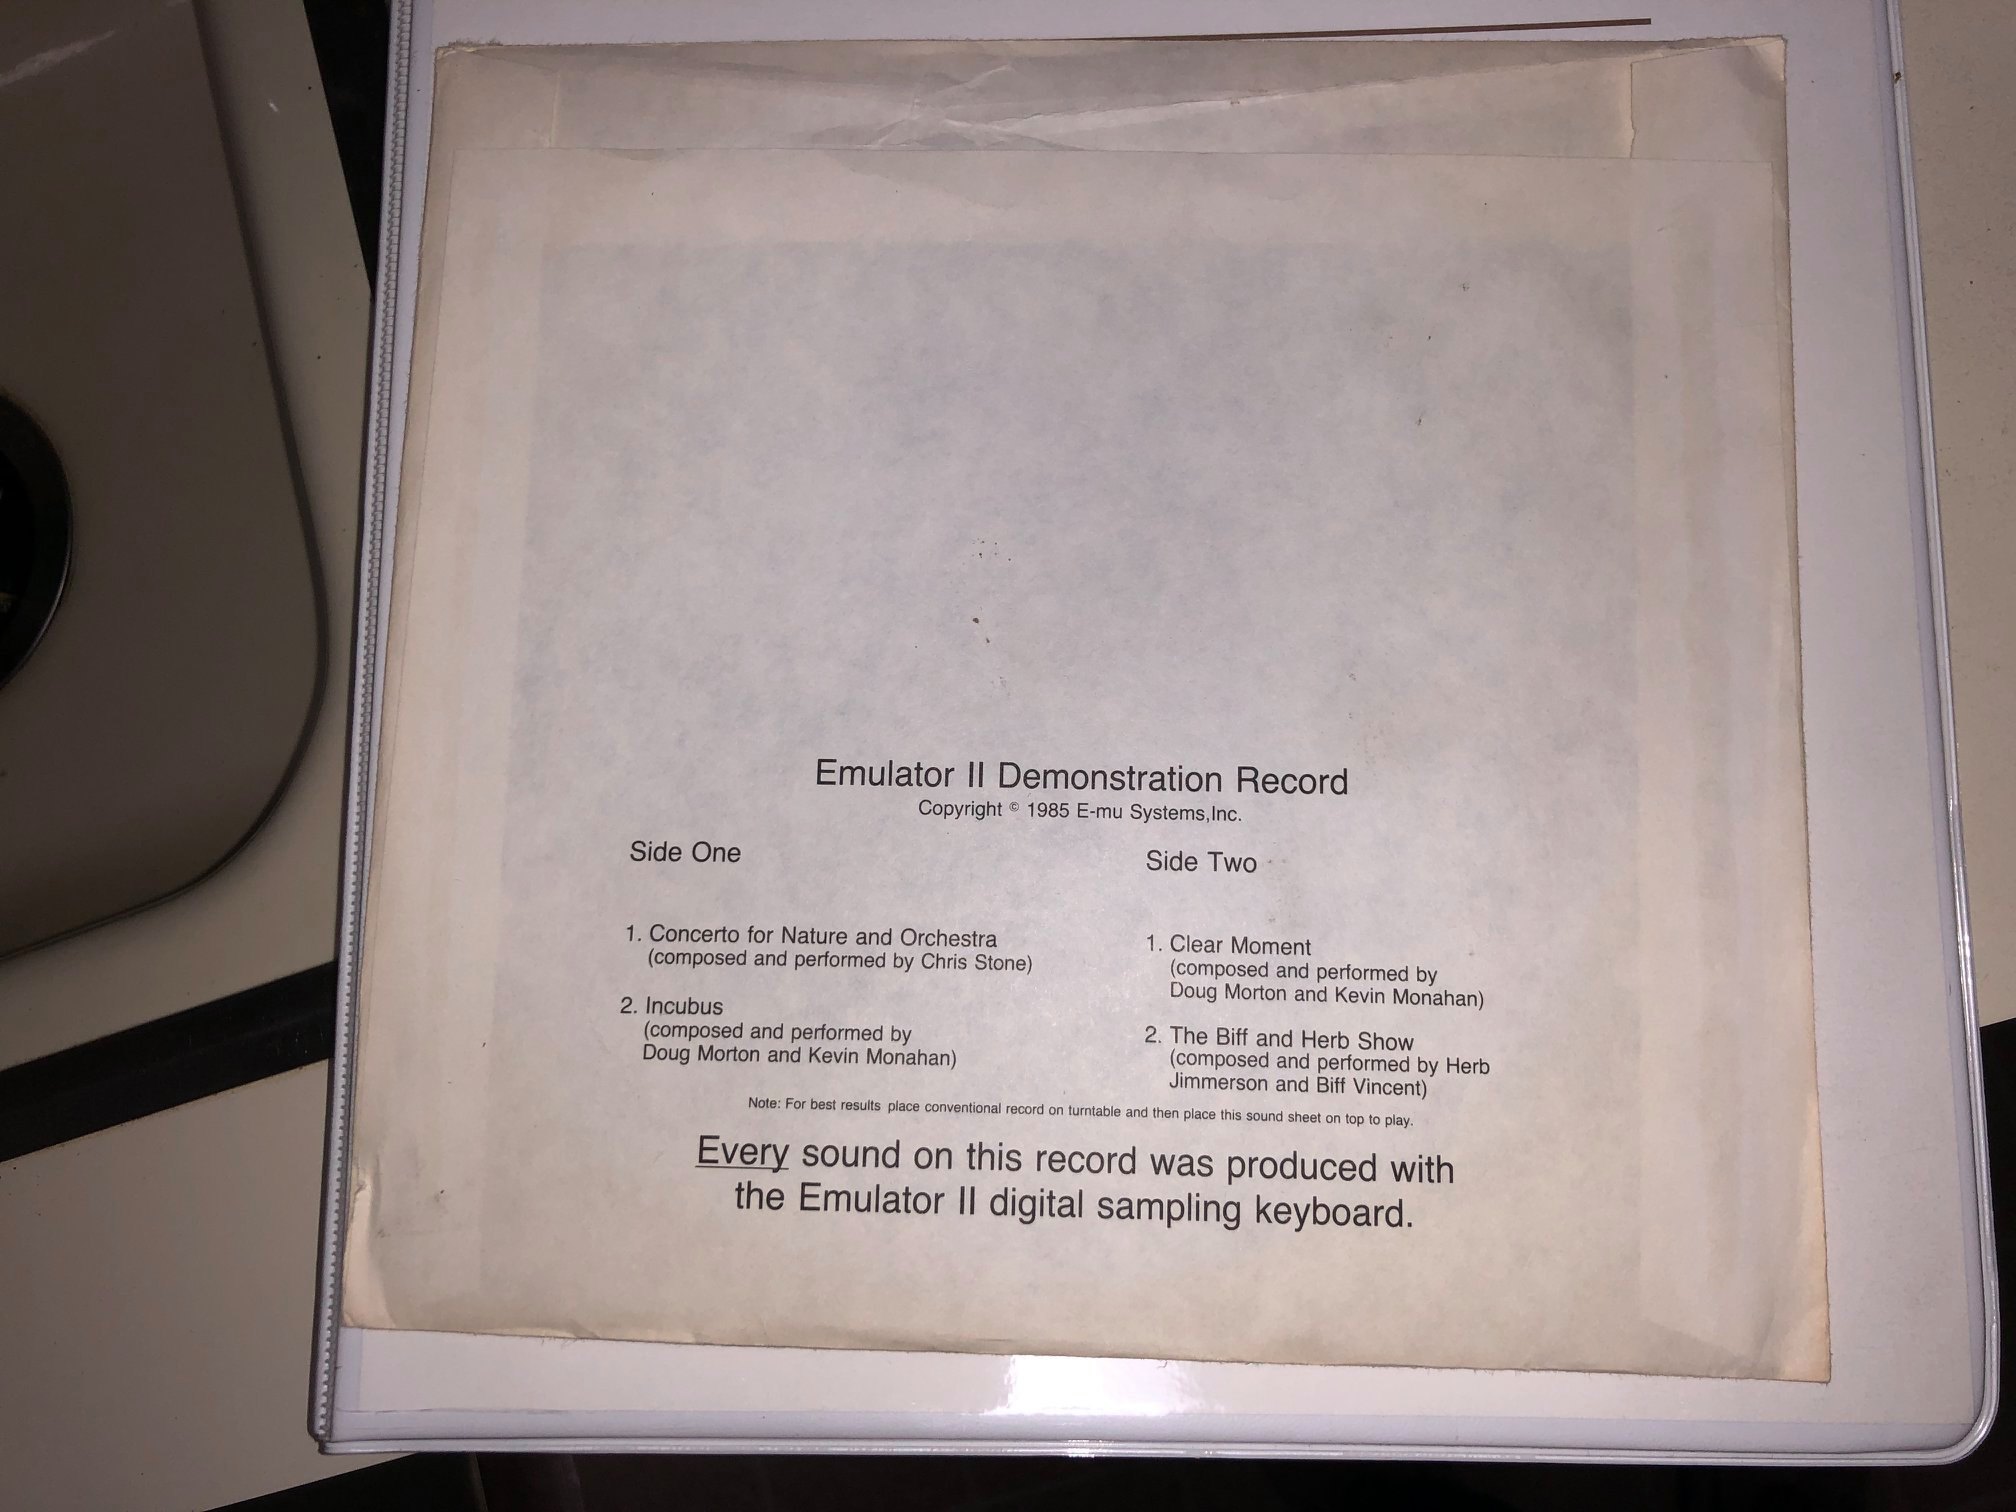 Emulator II Demonstration Record
Copyright © 1985 E-mu Systems,Inc.
Side One
1. Concerto for Nature and Orchestra
(composed and performed by Chris Stone)
2. Incubus
(composed and performed by
Doug Morton and Kevin Monahan)
Side Two
1. Clear Moment
(composed and performed by
Doug Morton and Kevin Monahan)
2. The Biff and Herb Show
(composed and performed by Herb
Jimmerson and Biff Vincent)
Note: For best results place conventional record on turntable and then place this sound sheet on top to play.
Every sound on this record was produced with
the Emulator II digital sampling keyboard.